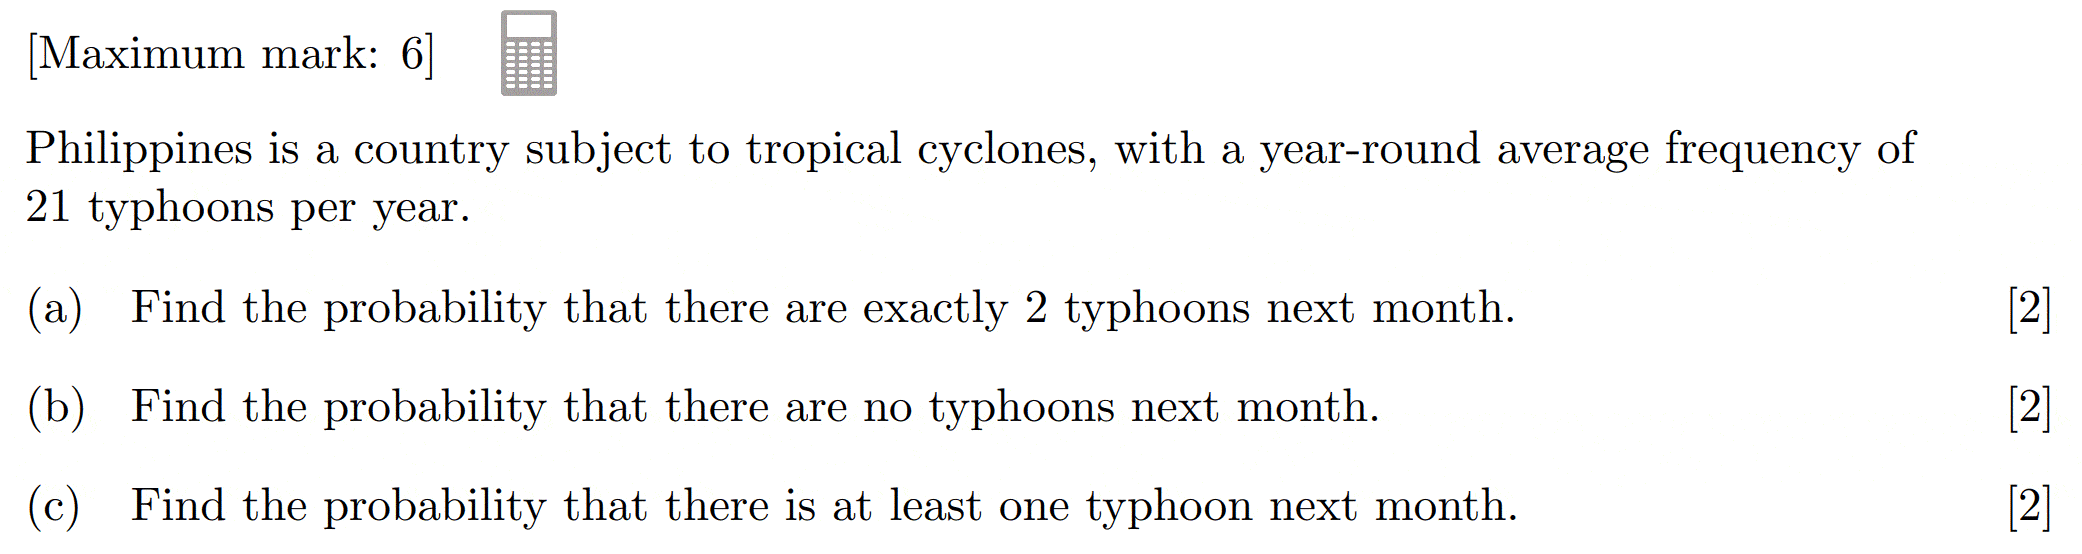 [Maximum mark: 6]
Philippines is a country subject to tropical cyclones, with a year-round average frequency of
21 typhoons per year.
(a) Find the probability that there are exactly 2 typhoons next month. [2]
(b) Find the probability that there are no typhoons next month. [2]
(c) Find the probability that there is at least one typhoon next month. [2]